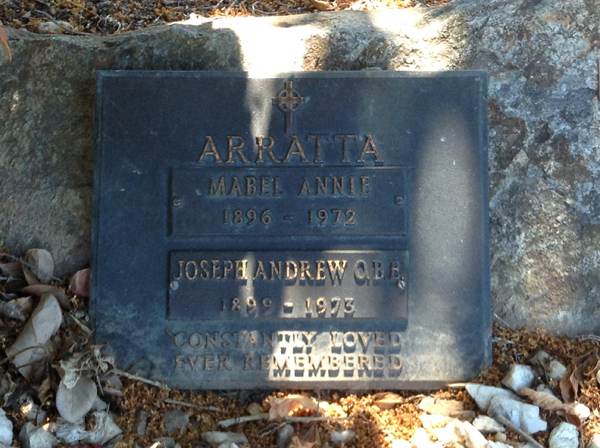 ARRATTA
MABEL ANNIE
1896 - 1972
JOSEPH ANDREW O.B.E.
1899 - 1973
CONSTANTLY LOVED
EVER REMEMBERED